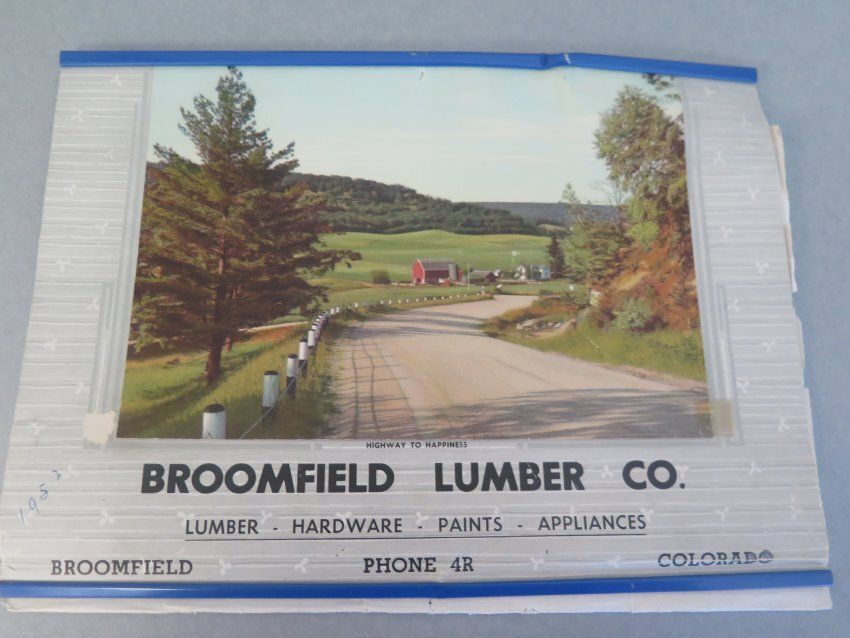 HIGHWAY TO HAPPINESS
BROOMFIELD LUMBER CO.
1952
LUMBER - HARDWARE - PAINTS - APPLIANCES
BROOMFIELD PHONE 4R COLORADO